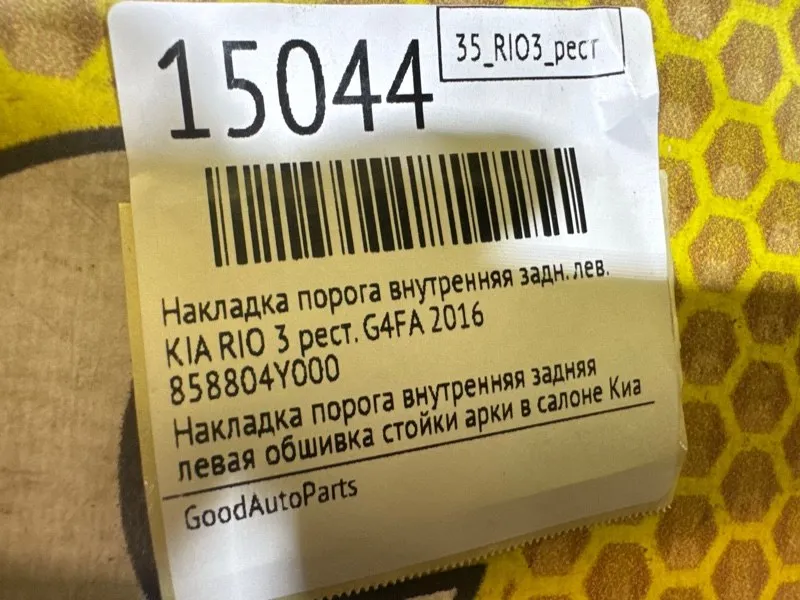 15044
35_RIO3_рест
Накладка порога внутренняя задн. лев.
KIA RIO 3 рест. G4FA 2016
858804Y000
Накладка порога внутренняя задняя
левая обшивка стойки арки в салоне Киа
GoodAutoParts